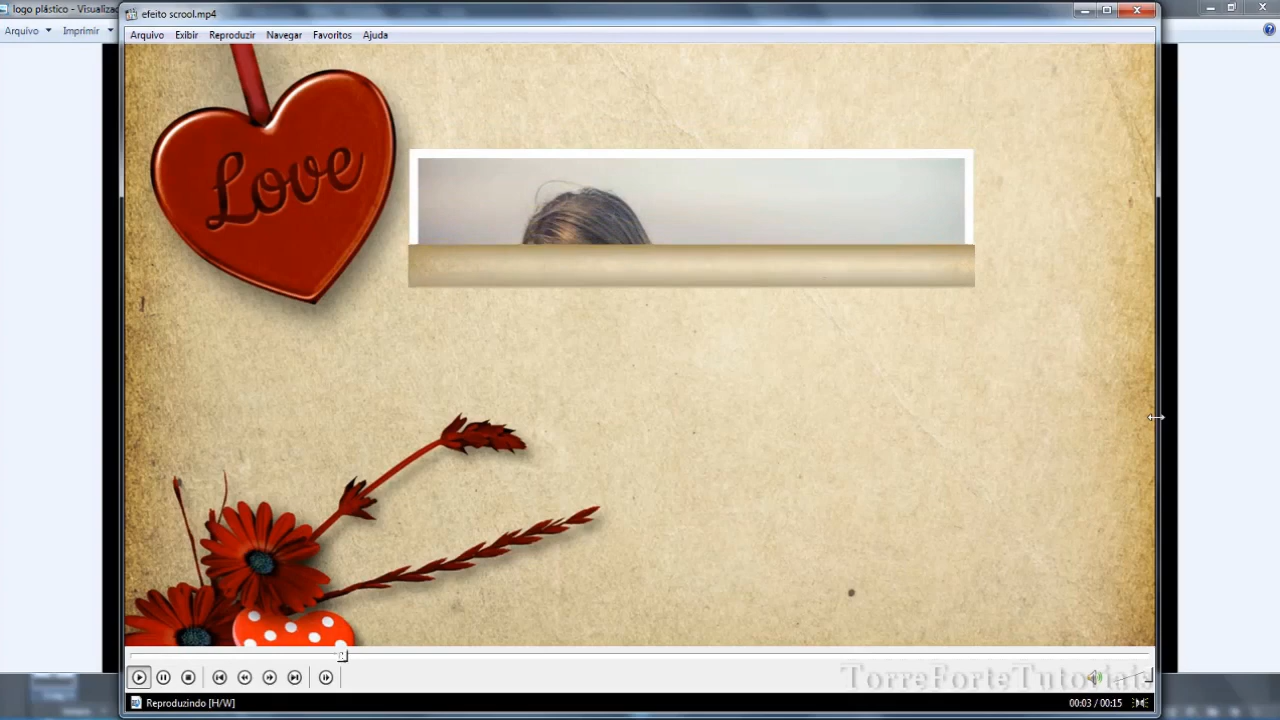 logo plástico - Visualizad
efeito scrool.mp4
Arquivo Imprimir
Arquivo Exibir Reproduzir Navegar Favoritos Ajuda
Love
TorreForteTutoriais
Reproduzindo [H/W]
00:03 / 00:15